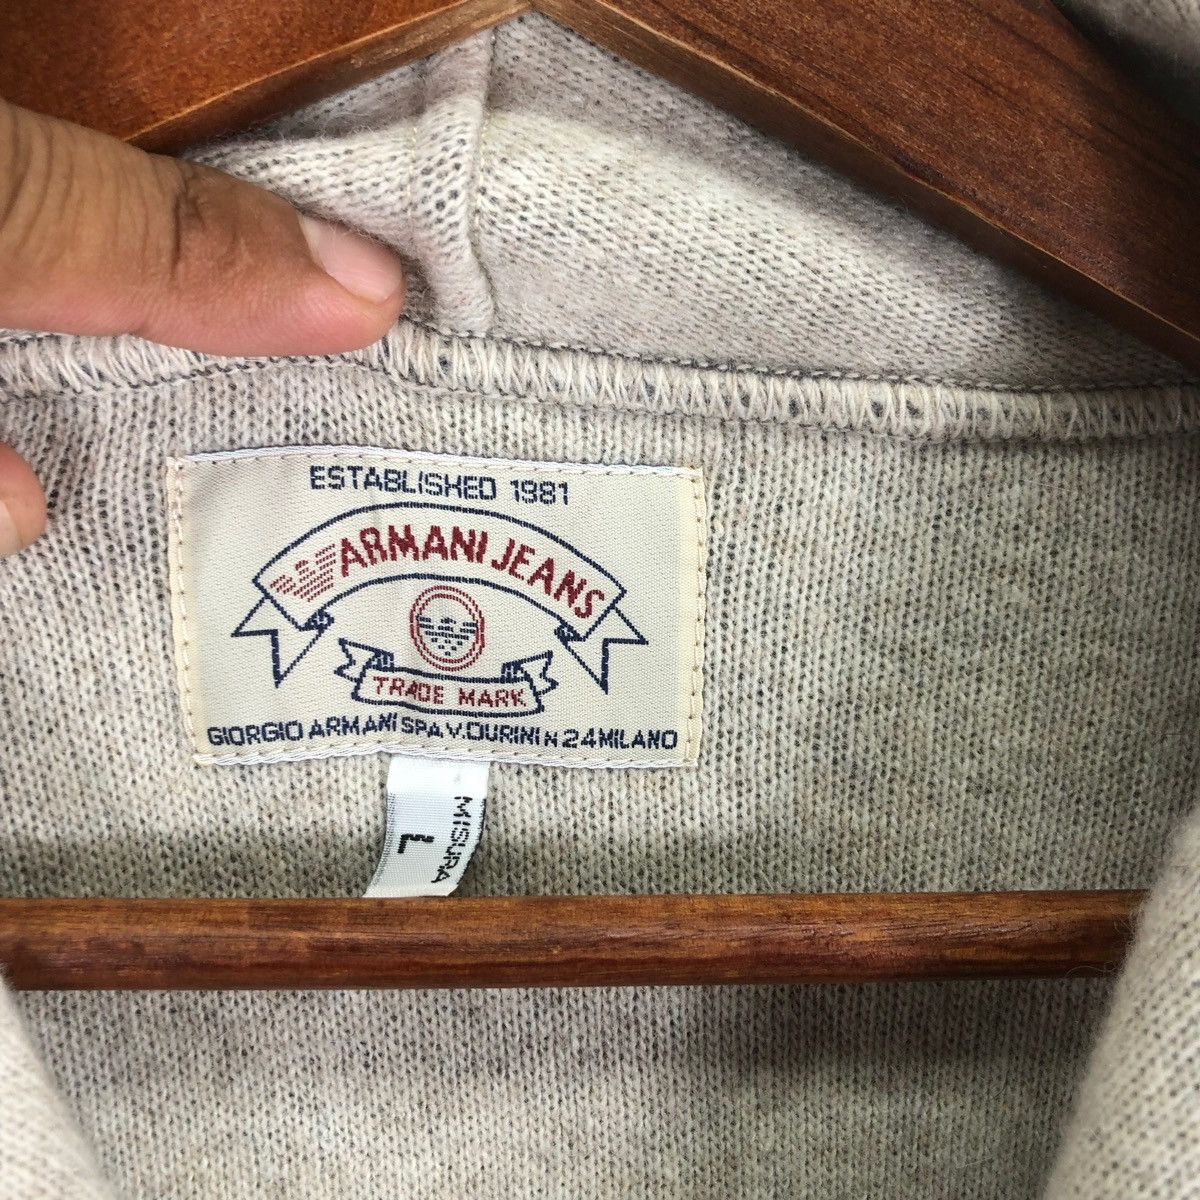 ESTABLISHED 1981
ARMANI JEANS
TRADE MARK
GIORGIO ARMANI SPA V.DURINI N 24 MILANO
MISURA
L